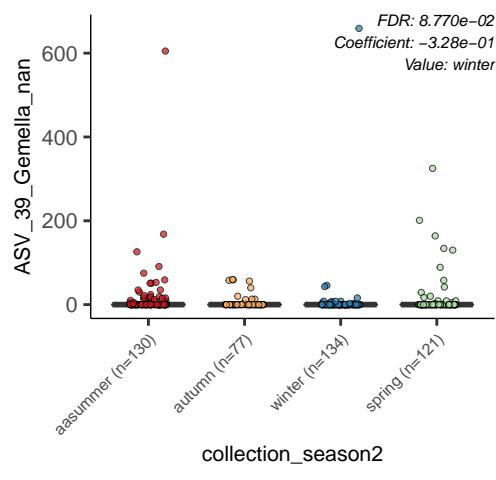 FDR: 8.770e−02
Coefficient: −3.28e−01
Value: winter
ASV_39_Gemella_nan
600
400
200
0
aasummer (n=130)
autumn (n=77)
winter (n=134)
spring (n=121)
collection_season2